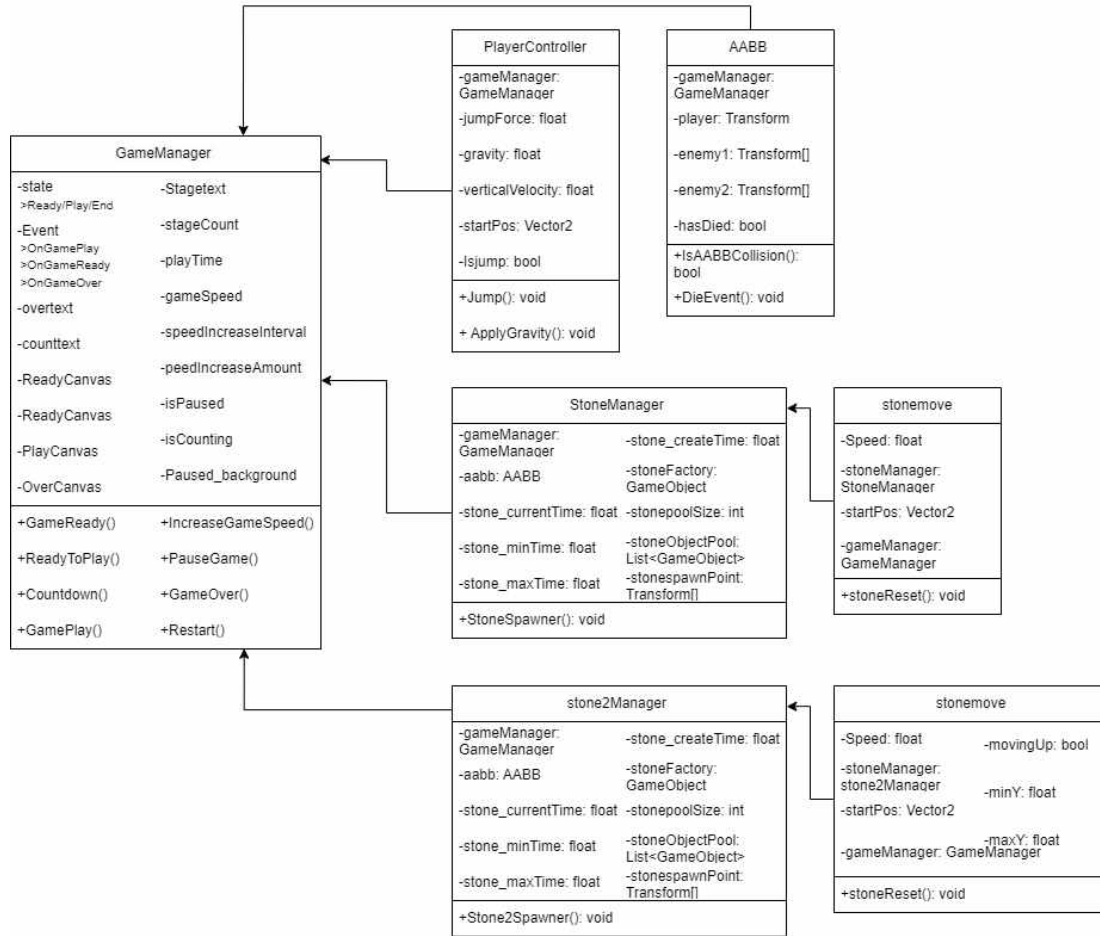 PlayerController
-gameManager:
GameManager
-jumpForce: float
-gravity: float
-verticalVelocity: float
-startPos: Vector2
-Isjump: bool
+Jump(): void
+ ApplyGravity(): void
AABB
-gameManager:
GameManager
-player: Transform
-enemy1: Transform[]
-enemy2: Transform[]
-hasDied: bool
+IsAABBCollision():
bool
+DieEvent(): void
GameManager
-state
>Ready/Play/End
-Event
>OnGamePlay
>OnGameReady
>OnGameOver
-overtext
-counttext
-ReadyCanvas
-ReadyCanvas
-PlayCanvas
-OverCanvas
-Stagetext
-stageCount
-playTime
-gameSpeed
-speedIncreaseInterval
-peedIncreaseAmount
-isPaused
-isCounting
-Paused_background
+GameReady()
+ReadyToPlay()
+Countdown()
+GamePlay()
+IncreaseGameSpeed()
+PauseGame()
+GameOver()
+Restart()
StoneManager
-gameManager:
GameManager
-aabb: AABB
-stone_currentTime: float
-stone_minTime: float
-stone_maxTime: float
-stone_createTime: float
-stoneFactory:
GameObject
-stonepoolSize: int
-stoneObjectPool:
List<GameObject>
-stonespawnPoint:
Transform[]
+StoneSpawner(): void
stonemove
-Speed: float
-stoneManager:
StoneManager
-startPos: Vector2
-gameManager:
GameManager
+stoneReset(): void
stone2Manager
-gameManager:
GameManager
-aabb: AABB
-stone_currentTime: float
-stone_minTime: float
-stone_maxTime: float
-stone_createTime: float
-stoneFactory:
GameObject
-stonepoolSize: int
-stoneObjectPool:
List<GameObject>
-stonespawnPoint:
Transform[]
+Stone2Spawner(): void
stonemove
-Speed: float
-stoneManager:
stone2Manager
-startPos: Vector2
-gameManager: GameManager
-movingUp: bool
-minY: float
-maxY: float
+stoneReset(): void